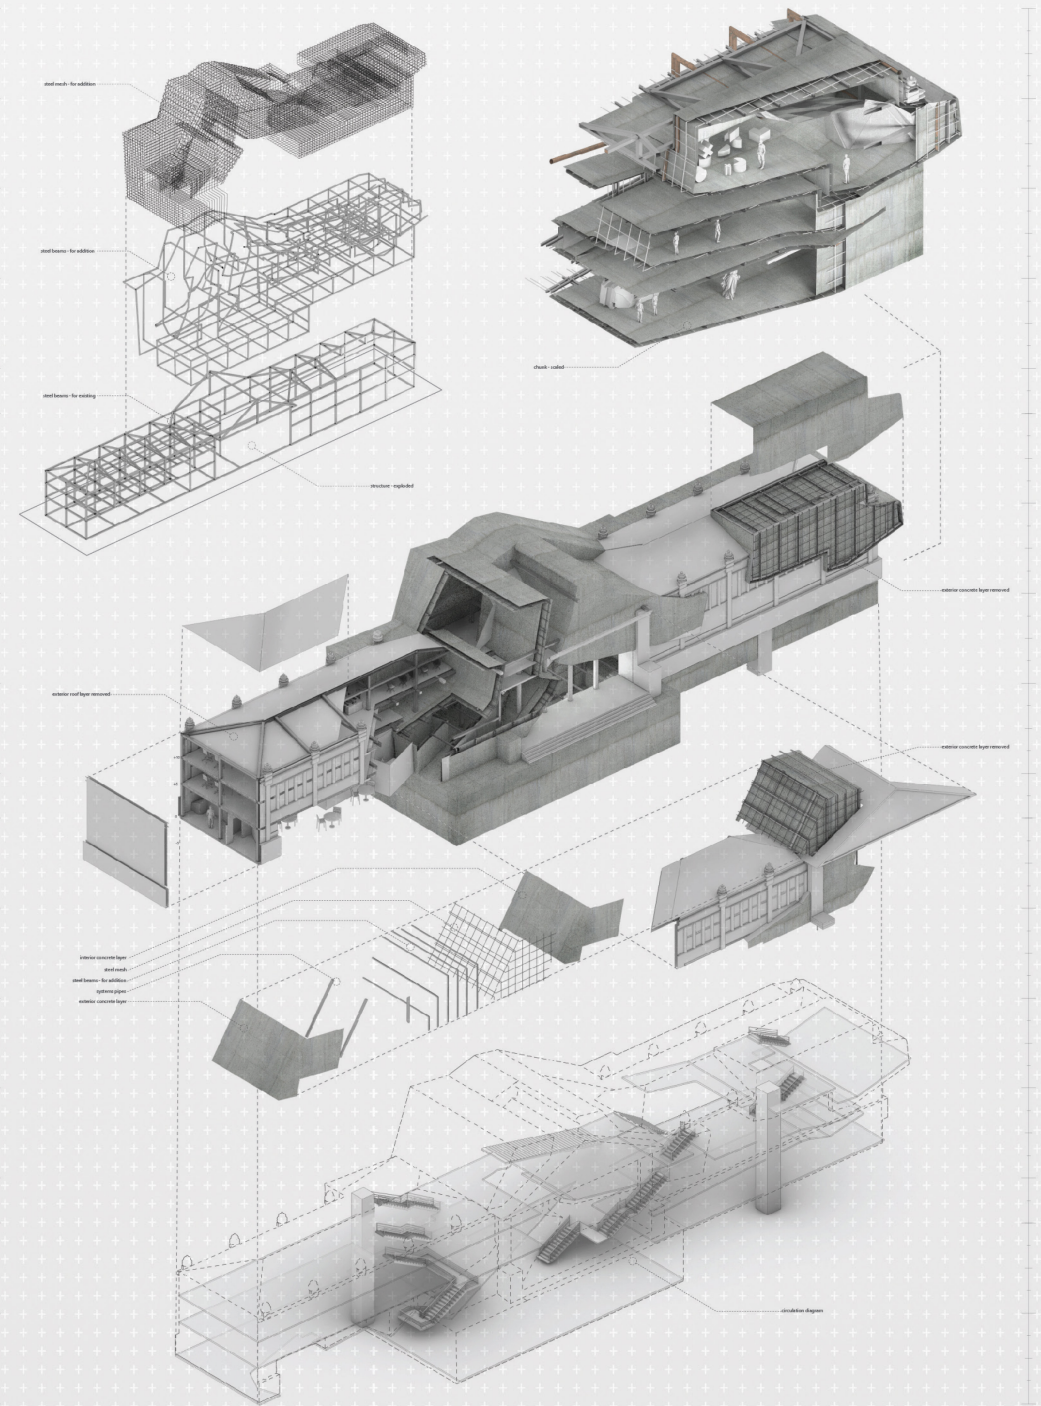 steel mesh - for addition
steel beams - for addition
chunk - scaled
steel beams - for existing
structure - exploded
exterior concrete layer removed
exterior roof layer removed
exterior concrete layer removed
interior concrete layer
steel mesh
steel beams - for addition
systems pipes
exterior concrete layer
circulation diagram